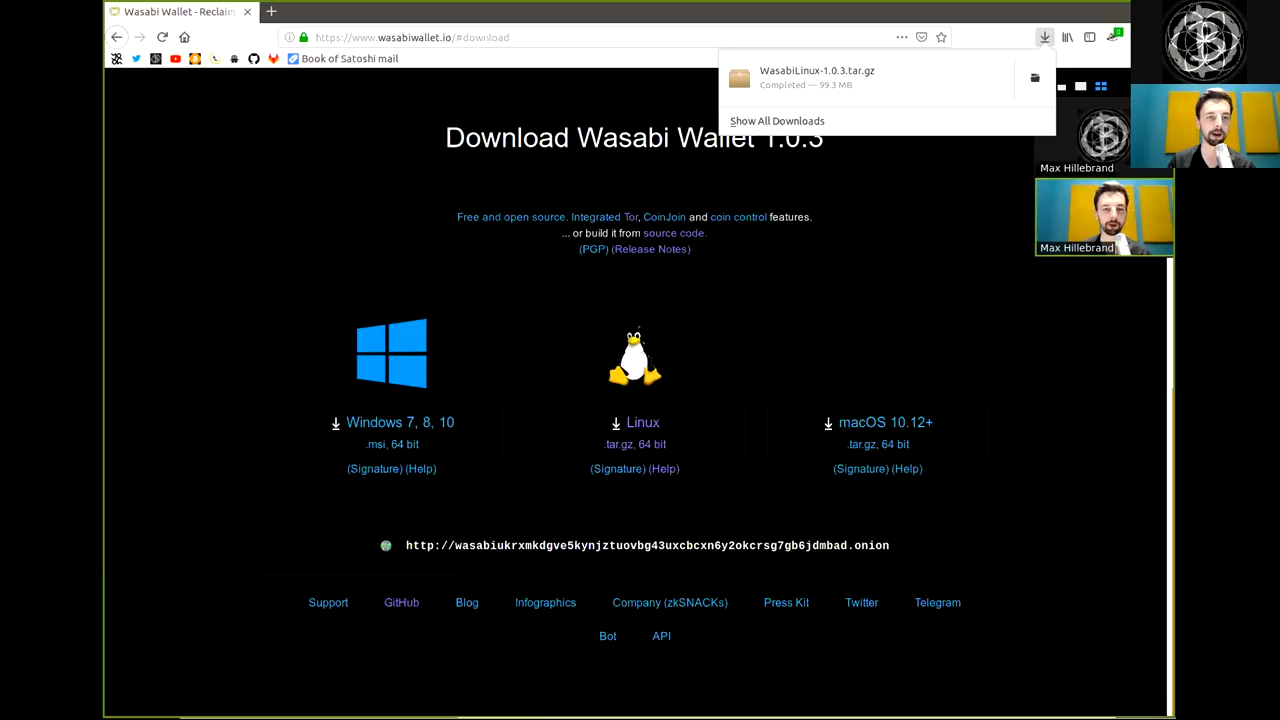 Wasabi Wallet - Reclaim
https://www.wasabiwallet.io/#download
0
Book of Satoshi mail
WasabiLinux-1.0.3.tar.gz
Completed — 99.3 MB
Show All Downloads
Download Wasabi Wallet 1.0.3
Max Hillebrand
Max Hillebrand
Free and open source. Integrated Tor, CoinJoin and coin control features.
... or build it from source code.
(PGP) (Release Notes)
Windows 7, 8, 10
.msi, 64 bit
(Signature) (Help)
Linux
.tar.gz, 64 bit
(Signature) (Help)
macOS 10.12+
.tar.gz, 64 bit
(Signature) (Help)
http://wasabiukrxmkdgve5kynjztuovbg43uxcbcxn6y2okcrsg7gb6jdmbad.onion
Support GitHub Blog Infographics Company (zkSNACKs) Press Kit Twitter Telegram
Bot API